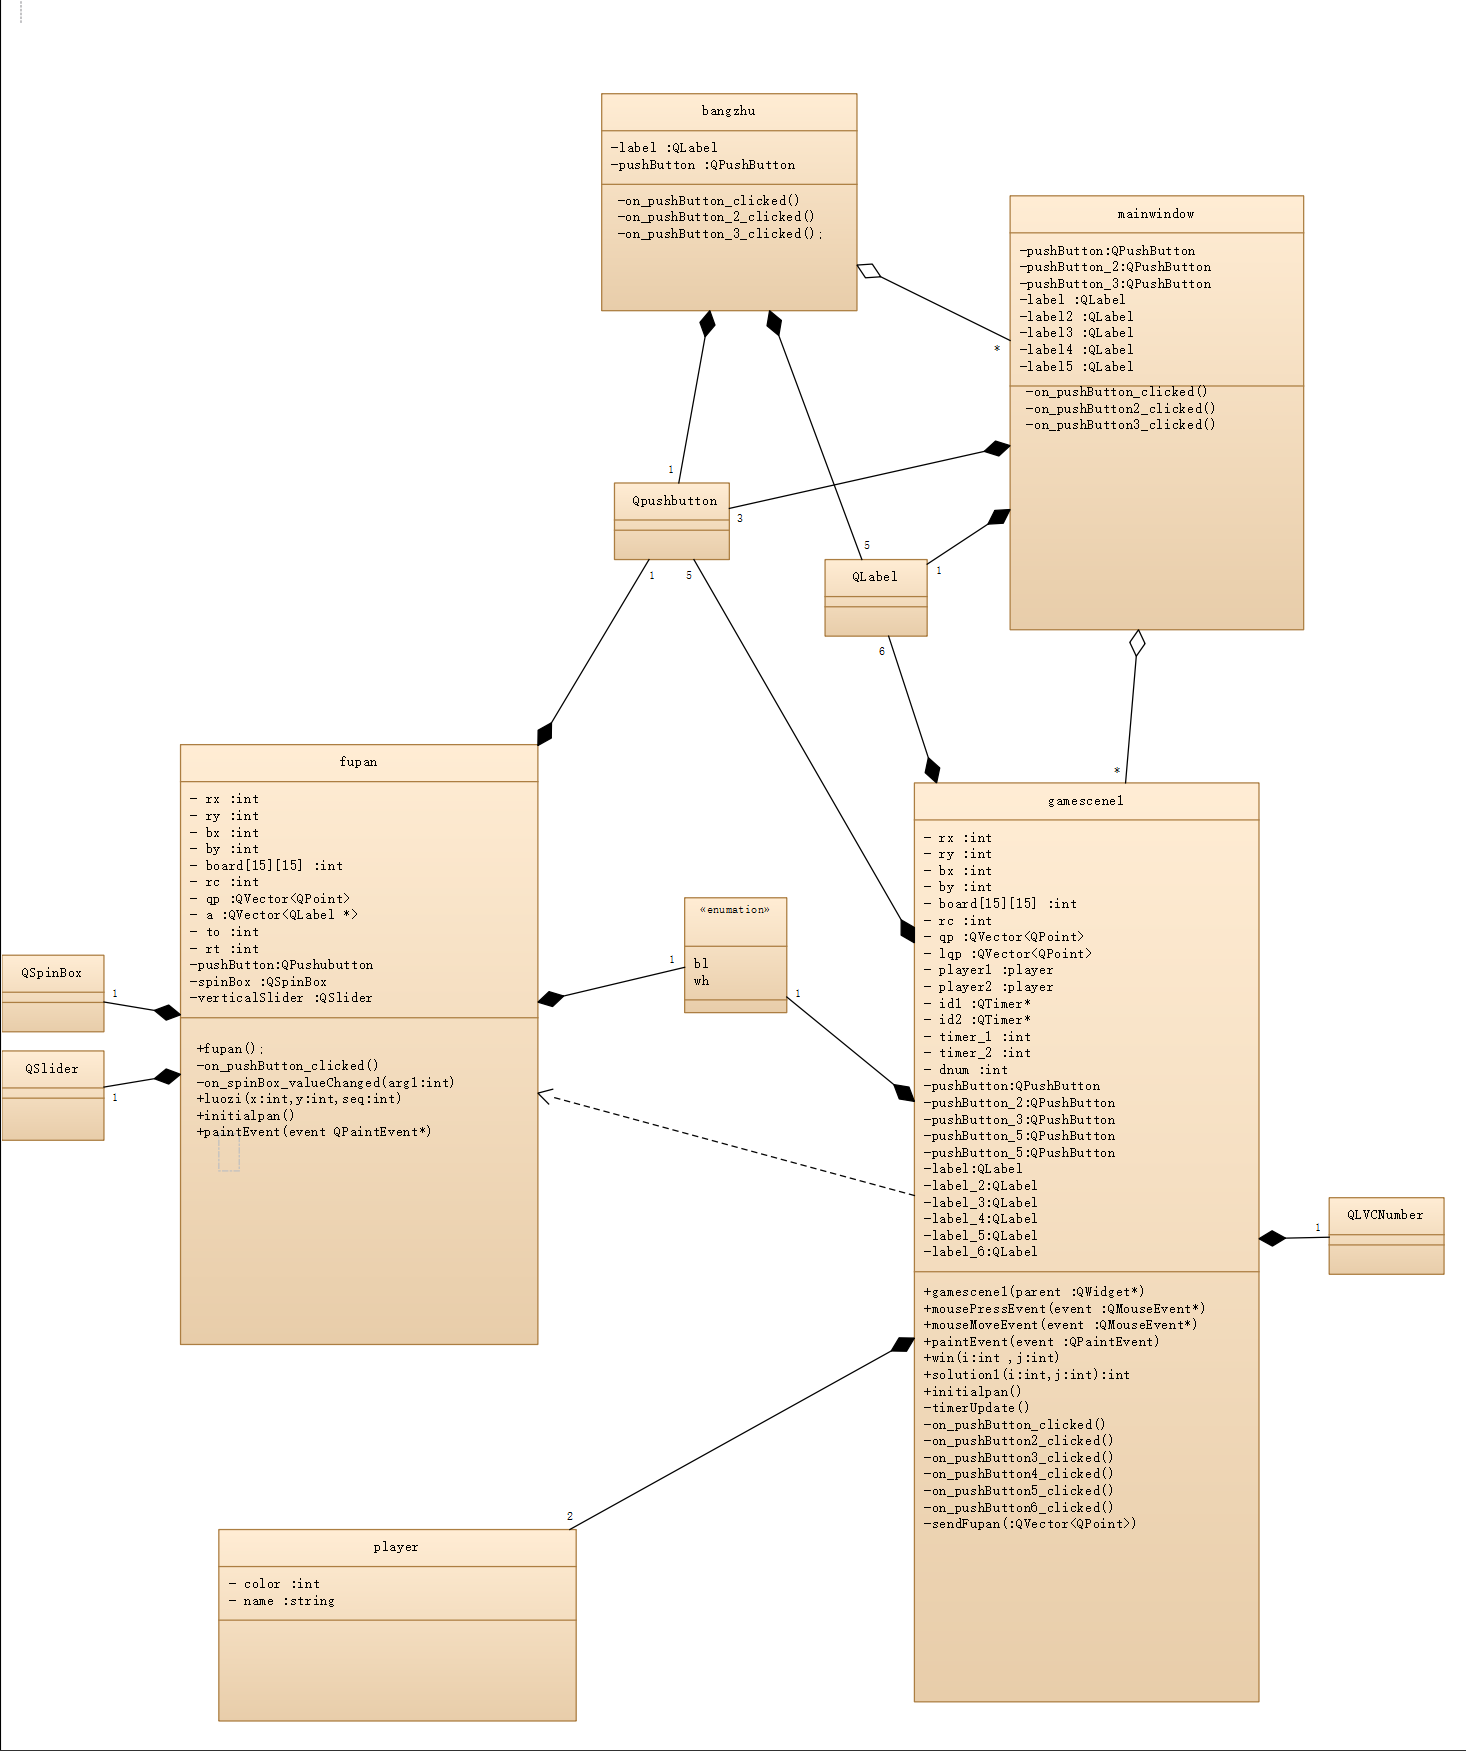 bangzhu
-label :QLabel
-pushButton :QPushButton
-on_pushButton_clicked()
-on_pushButton_2_clicked()
-on_pushButton_3_clicked();
mainwindow
-pushButton:QPushButton
-pushButton_2:QPushButton
-pushButton_3:QPushButton
-label :QLabel
-label2 :QLabel
-label3 :QLabel
-label4 :QLabel
-label5 :QLabel
-on_pushButton_clicked()
-on_pushButton2_clicked()
-on_pushButton3_clicked()
*
1
Qpushbutton
3
1
5
5
QLabel
1
6
*
fupan
- rx :int
- ry :int
- bx :int
- by :int
- board[15][15] :int
- rc :int
- qp :QVector<QPoint>
- a :QVector<QLabel *>
- to :int
- rt :int
-pushButton:QPushubutton
-spinBox :QSpinBox
-verticalSlider :QSlider
+fupan();
-on_pushButton_clicked()
-on_spinBox_valueChanged(arg1:int)
+luozi(x:int,y:int,seq:int)
+initialpan()
+paintEvent(event QPaintEvent*)
QSpinBox
1
QSlider
1
«enumation»
bl
wh
1
1
gamescene1
- rx :int
- ry :int
- bx :int
- by :int
- board[15][15] :int
- rc :int
- qp :QVector<QPoint>
- lqp :QVector<QPoint>
- player1 :player
- player2 :player
- id1 :QTimer*
- id2 :QTimer*
- timer_1 :int
- timer_2 :int
- dnum :int
-pushButton:QPushButton
-pushButton_2:QPushButton
-pushButton_3:QPushButton
-pushButton_5:QPushButton
-pushButton_5:QPushButton
-label:QLabel
-label_2:QLabel
-label_3:QLabel
-label_4:QLabel
-label_5:QLabel
-label_6:QLabel
+gamescene1(parent :QWidget*)
+mousePressEvent(event :QMouseEvent*)
+mouseMoveEvent(event :QMouseEvent*)
+paintEvent(event :QPaintEvent)
+win(i:int ,j:int)
+solution1(i:int,j:int):int
+initialpan()
-timerUpdate()
-on_pushButton_clicked()
-on_pushButton2_clicked()
-on_pushButton3_clicked()
-on_pushButton4_clicked()
-on_pushButton5_clicked()
-on_pushButton6_clicked()
-sendFupan(:QVector<QPoint>)
QLVCNumber
1
2
player
- color :int
- name :string